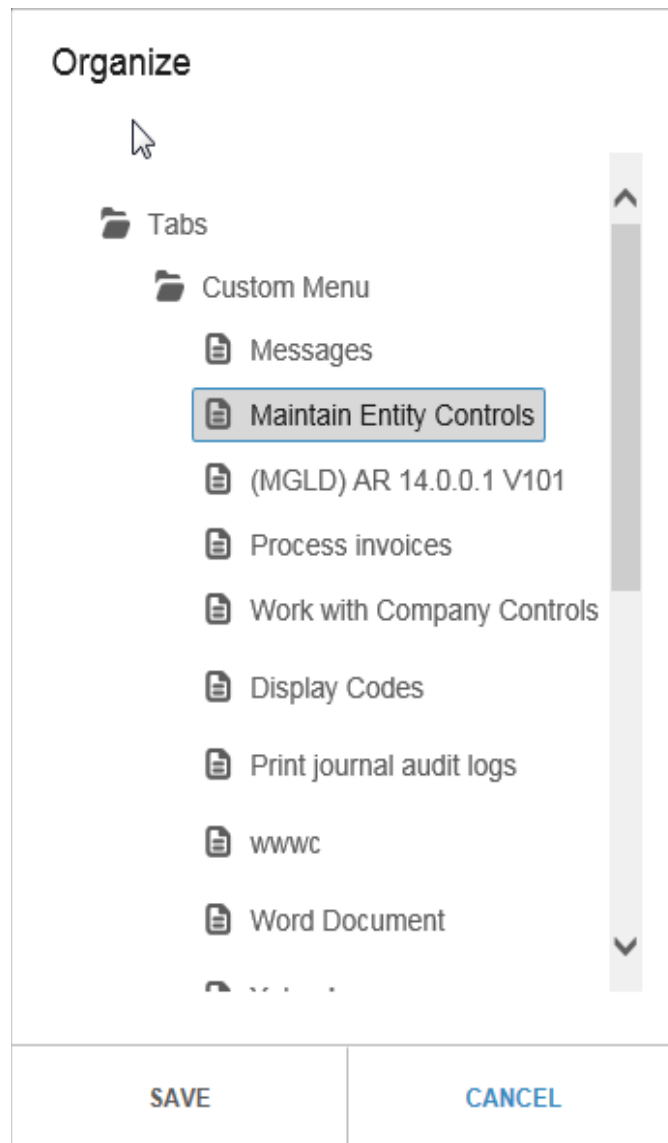 Organize
Tabs
Custom Menu
Messages
Maintain Entity Controls
(MGLD) AR 14.0.0.1 V101
Process invoices
Work with Company Controls
Display Codes
Print journal audit logs
wwwc
Word Document
SAVE
CANCEL